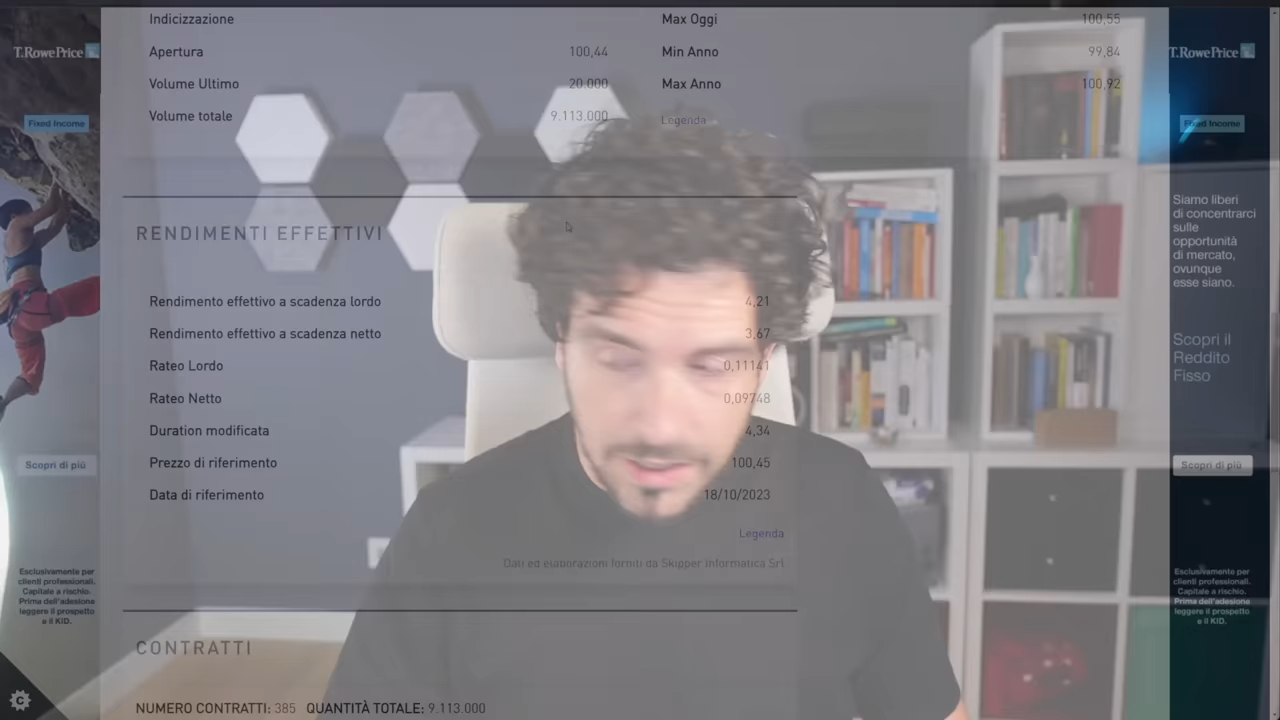 Indicizzazione
Max Oggi 100,55
Apertura 100,44
Min Anno 99,84
Volume Ultimo 20.000
Max Anno 100,92
Volume totale 9.113.000
Legenda
RENDIMENTI EFFETTIVI
Rendimento effettivo a scadenza lordo 4,21
Rendimento effettivo a scadenza netto 3,67
Rateo Lordo 0,11141
Rateo Netto 0,09748
Duration modificata 4,34
Prezzo di riferimento 100,45
Data di riferimento 18/10/2023
Legenda
Dati ed elaborazioni forniti da Skipper Informatica Srl
CONTRATTI
NUMERO CONTRATTI: 385 QUANTITÀ TOTALE: 9.113.000
T.RowePrice
Fixed Income
Scopri di più
Esclusivamente per
clienti professionali.
Capitale a rischio.
Prima dell'adesione
leggere il prospetto
e il KID.
T.RowePrice
Fixed Income
Siamo liberi
di concentrarci
sulle
opportunità
di mercato,
ovunque
esse siano.
Scopri il
Reddito
Fisso
Scopri di più
Esclusivamente per
clienti professionali.
Capitale a rischio.
Prima dell'adesione
leggere il prospetto
e il KID.